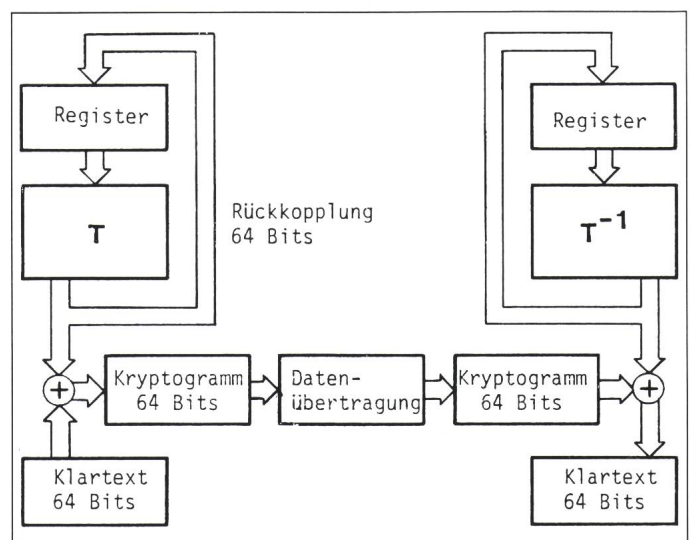 Register
Register
T
T-1
Rückkopplung
64 Bits
+
Kryptogramm
64 Bits
Daten-
übertragung
Kryptogramm
64 Bits
+
Klartext
64 Bits
Klartext
64 Bits